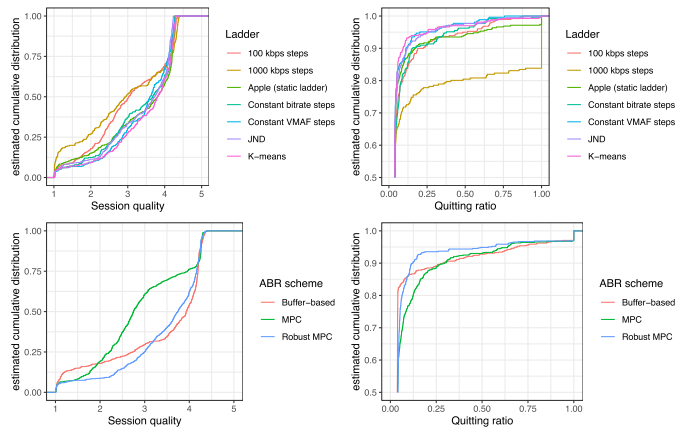 1.00
0.75
0.50
0.25
0.00
1 2 3 4 5
estimated cumulative distribution
Session quality
Ladder
100 kbps steps
1000 kbps steps
Apple (static ladder)
Constant bitrate steps
Constant VMAF steps
JND
K−means
1.0
0.9
0.8
0.7
0.6
0.5
0.00 0.25 0.50 0.75 1.00
estimated cumulative distribution
Quitting ratio
Ladder
100 kbps steps
1000 kbps steps
Apple (static ladder)
Constant bitrate steps
Constant VMAF steps
JND
K−means
1.00
0.75
0.50
0.25
0.00
1 2 3 4 5
estimated cumulative distribution
Session quality
ABR scheme
Buffer−based
MPC
Robust MPC
1.0
0.9
0.8
0.7
0.6
0.5
0.00 0.25 0.50 0.75 1.00
estimated cumulative distribution
Quitting ratio
ABR scheme
Buffer−based
MPC
Robust MPC